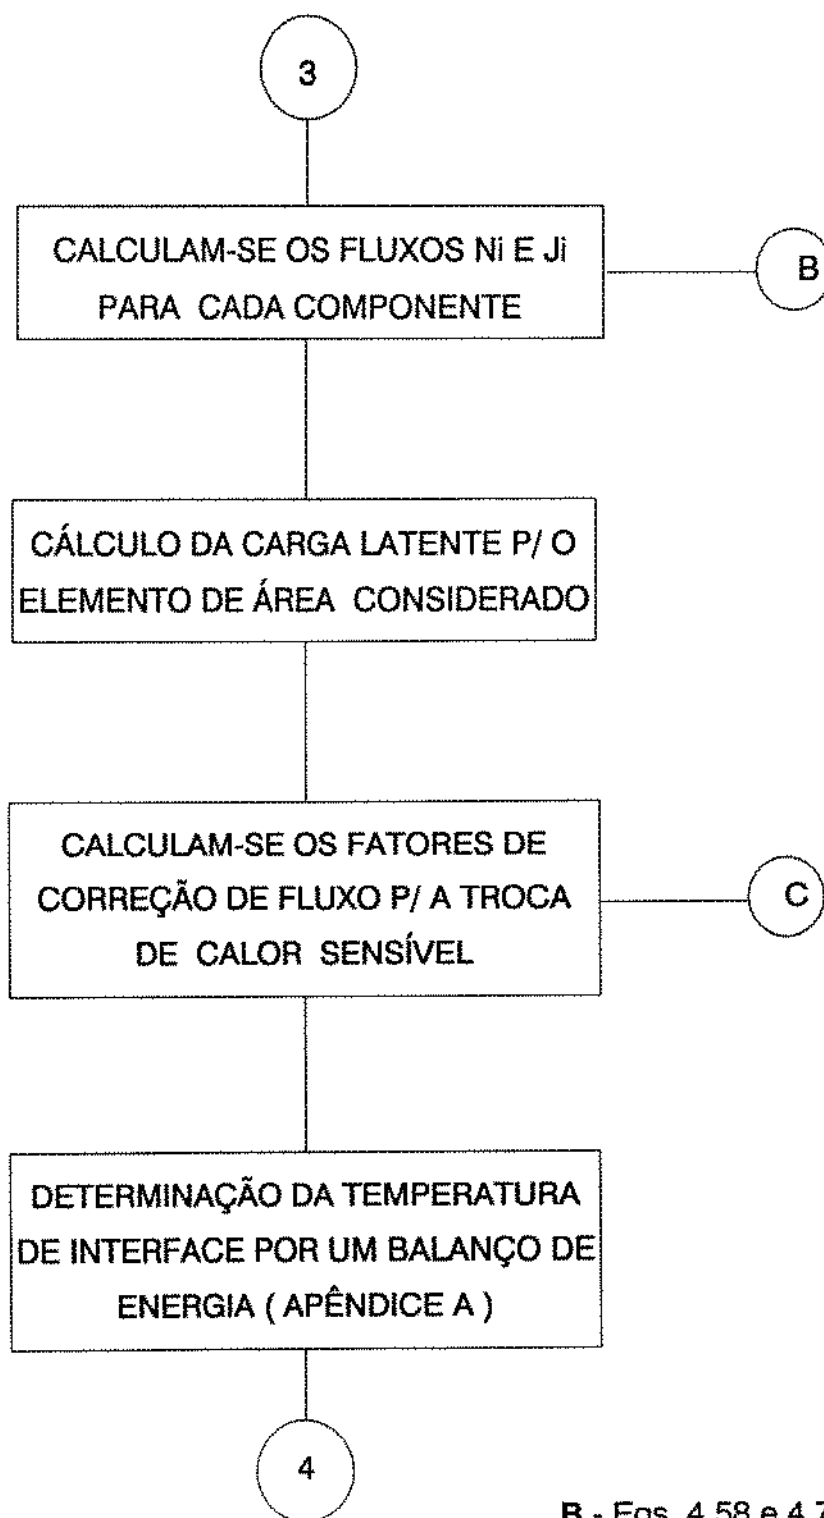 3
CALCULAM-SE OS FLUXOS Ni E Ji
PARA CADA COMPONENTE
B
CÁLCULO DA CARGA LATENTE P/ O
ELEMENTO DE ÁREA CONSIDERADO
CALCULAM-SE OS FATORES DE
CORREÇÃO DE FLUXO P/ A TROCA
DE CALOR SENSÍVEL
C
DETERMINAÇÃO DA TEMPERATURA
DE INTERFACE POR UM BALANÇO DE
ENERGIA ( APÊNDICE A )
4
B - Eqs. 4.58 e